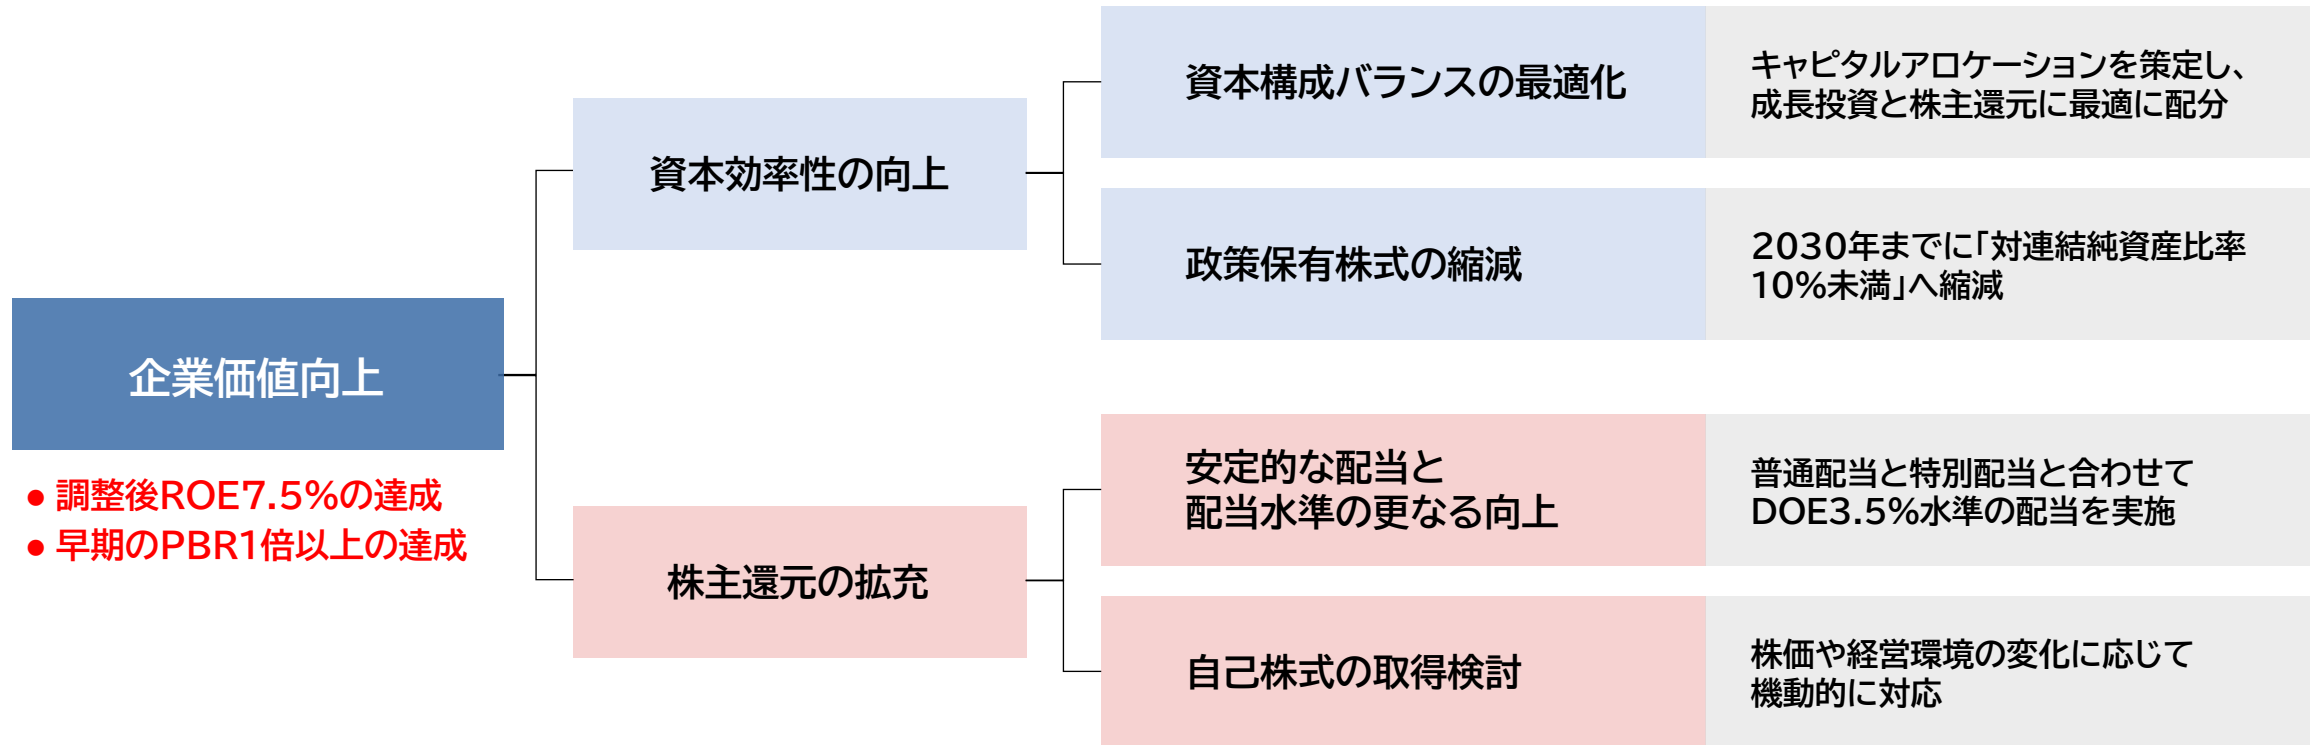 企業価値向上
● 調整後ROE7.5%の達成
● 早期のPBR1倍以上の達成
資本効率性の向上
資本構成バランスの最適化
キャピタルアロケーションを策定し、
成長投資と株主還元に最適に配分
政策保有株式の縮減
2030年までに「対連結純資産比率
10%未満」へ縮減
株主還元の拡充
安定的な配当と
配当水準の更なる向上
普通配当と特別配当と合わせて
DOE3.5%水準の配当を実施
自己株式の取得検討
株価や経営環境の変化に応じて
機動的に対応